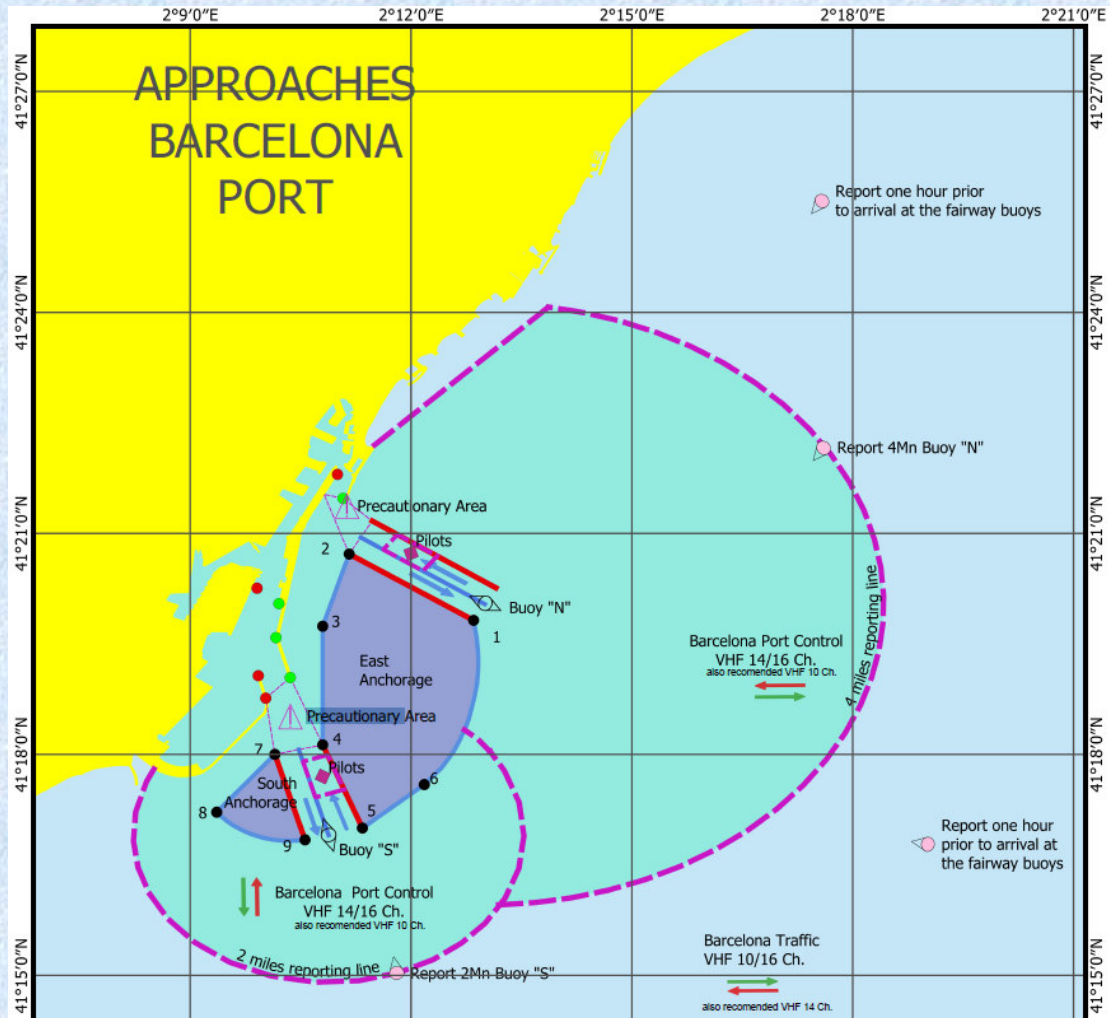 2°9'0"E
2°12'0"E
2°15'0"E
2°18'0"E
2°21'0"E
41°27'0"N
41°27'0"N
APPROACHES
BARCELONA
PORT
Report one hour prior
to arrival at the fairway buoys
41°24'0"N
41°24'0"N
Report 4Mn Buoy "N"
Precautionary Area
41°21'0"N
41°21'0"N
Pilots
2
Buoy "N"
1
3
4 miles reporting line
Barcelona Port Control
VHF 14/16 Ch.
also recomended VHF 10 Ch.
East
Anchorage
Precautionary Area
4
41°18'0"N
41°18'0"N
7
Pilots
6
South
Anchorage
8
5
9
Buoy "S"
Report one hour
prior to arrival at
the fairway buoys
Barcelona Port Control
VHF 14/16 Ch.
also recomended VHF 10 Ch.
2 miles reporting line
Report 2Mn Buoy "S"
Barcelona Traffic
VHF 10/16 Ch.
also recomended VHF 14 Ch.
41°15'0"N
41°15'0"N